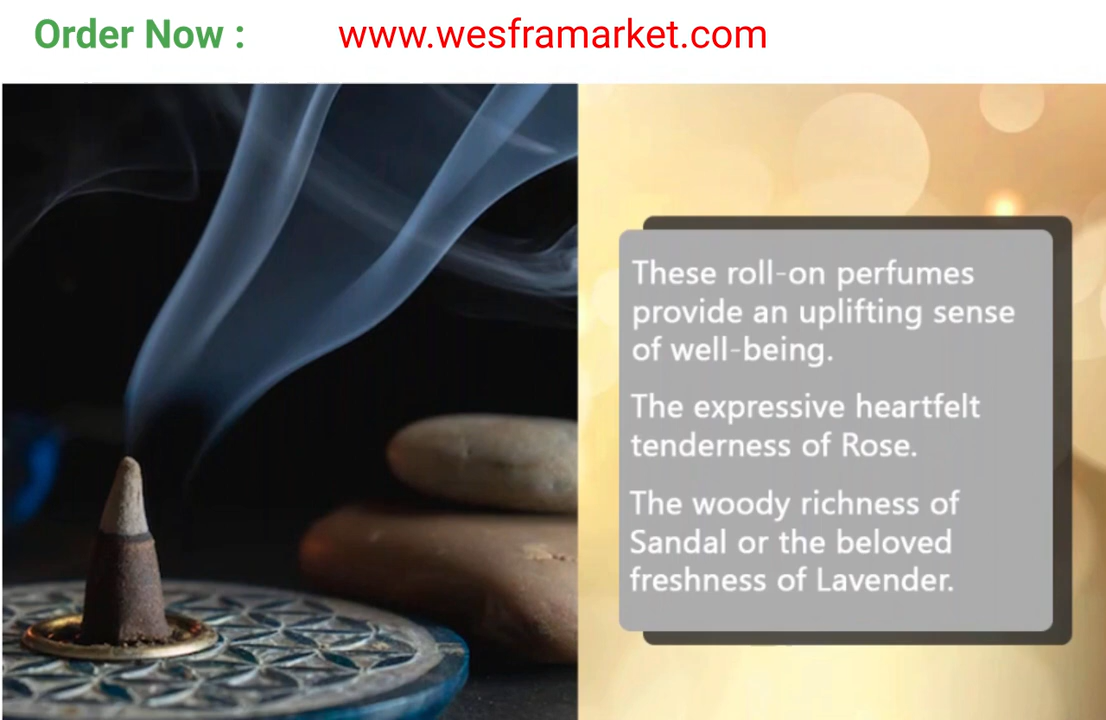 Order Now : www.wesframarket.com
These roll-on perfumes
provide an uplifting sense
of well-being.
The expressive heartfelt
tenderness of Rose.
The woody richness of
Sandal or the beloved
freshness of Lavender.